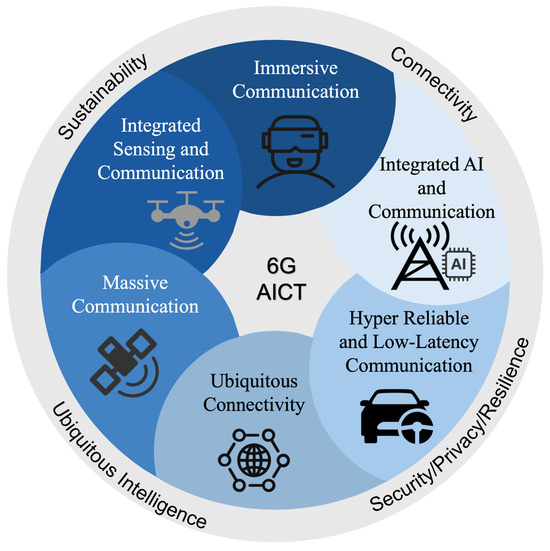 Sustainability
Connectivity
Immersive
Communication
Integrated
Sensing and
Communication
Integrated AI
and
Communication
AI
6G
AICT
Massive
Communication
Hyper Reliable
and Low-Latency
Communication
Ubiquitous
Connectivity
Ubiquitous Intelligence
Security/Privacy/Resilience